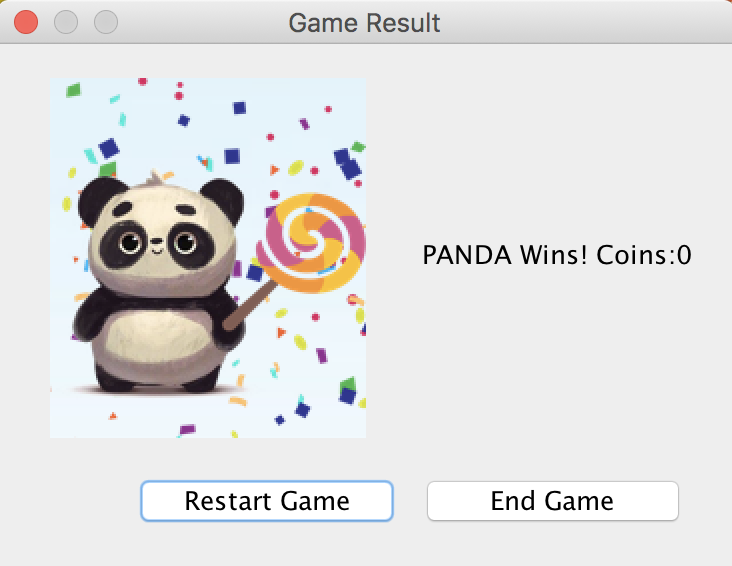 Game Result
PANDA Wins! Coins:0
Restart Game
End Game